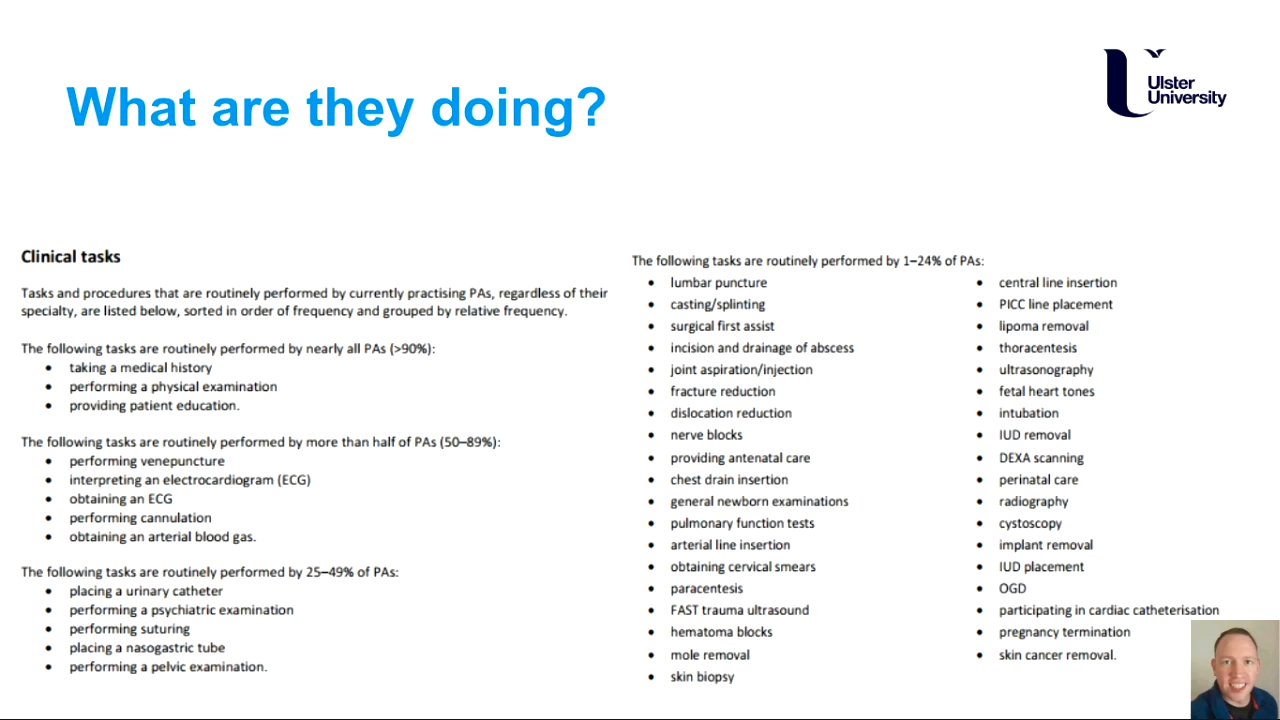 What are they doing?
Ulster
University
Clinical tasks
Tasks and procedures that are routinely performed by currently practising PAs, regardless of their
specialty, are listed below, sorted in order of frequency and grouped by relative frequency.
The following tasks are routinely performed by nearly all PAs (>90%):
• taking a medical history
• performing a physical examination
• providing patient education.
The following tasks are routinely performed by more than half of PAs (50–89%):
• performing venepuncture
• interpreting an electrocardiogram (ECG)
• obtaining an ECG
• performing cannulation
• obtaining an arterial blood gas.
The following tasks are routinely performed by 25–49% of PAs:
• placing a urinary catheter
• performing a psychiatric examination
• performing suturing
• placing a nasogastric tube
• performing a pelvic examination.
The following tasks are routinely performed by 1–24% of PAs:
• lumbar puncture
• casting/splinting
• surgical first assist
• incision and drainage of abscess
• joint aspiration/injection
• fracture reduction
• dislocation reduction
• nerve blocks
• providing antenatal care
• chest drain insertion
• general newborn examinations
• pulmonary function tests
• arterial line insertion
• obtaining cervical smears
• paracentesis
• FAST trauma ultrasound
• hematoma blocks
• mole removal
• skin biopsy
• central line insertion
• PICC line placement
• lipoma removal
• thoracentesis
• ultrasonography
• fetal heart tones
• intubation
• IUD removal
• DEXA scanning
• perinatal care
• radiography
• cystoscopy
• implant removal
• IUD placement
• OGD
• participating in cardiac catheterisation
• pregnancy termination
• skin cancer removal.